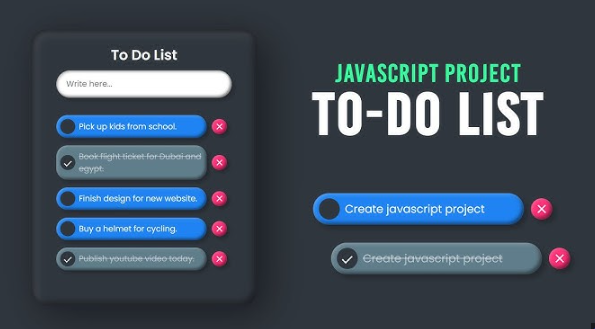 To Do List
Write here...
Pick up kids from school.
Book flight ticket for Dubai and
egypt.
Finish design for new website.
Buy a helmet for cycling.
Publish youtube video today.
JAVASCRIPT PROJECT
TO-DO LIST
Create javascript project
Create javascript project